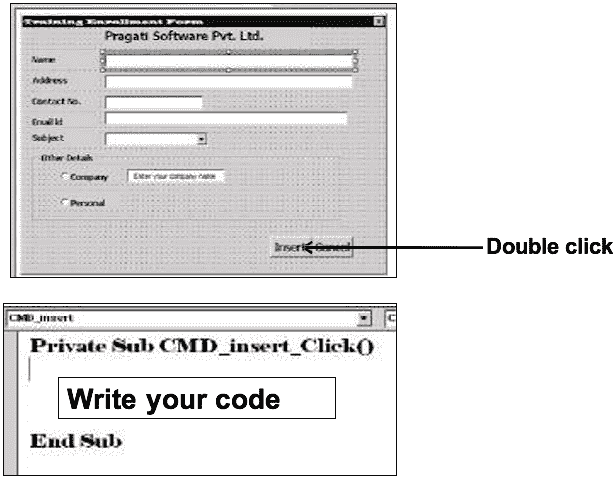 Training Enrollment Form
Pragati Software Pvt. Ltd.
Name
Address
Contact No.
Email Id
Subject
Other Details
Company Enter your company name
Personal
Insert Cancel
Double click
CMD_insert
Private Sub CMD_insert_Click()
Write your code
End Sub